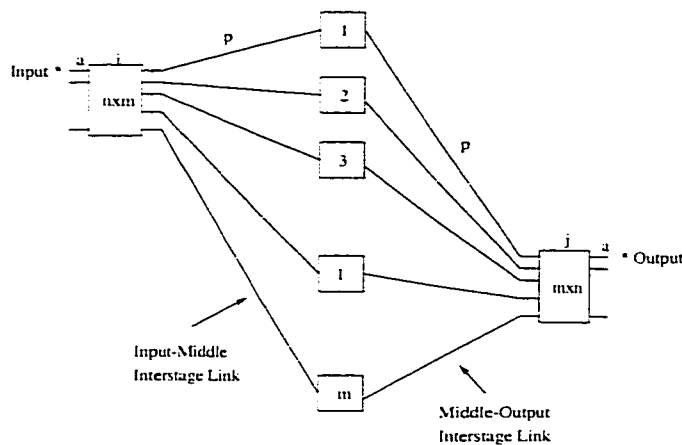 1
p
a i
Input *
nxm
2
3
p
j a
* Output
mxn
l
Input-Middle
Interstage Link
m
Middle-Output
Interstage Link